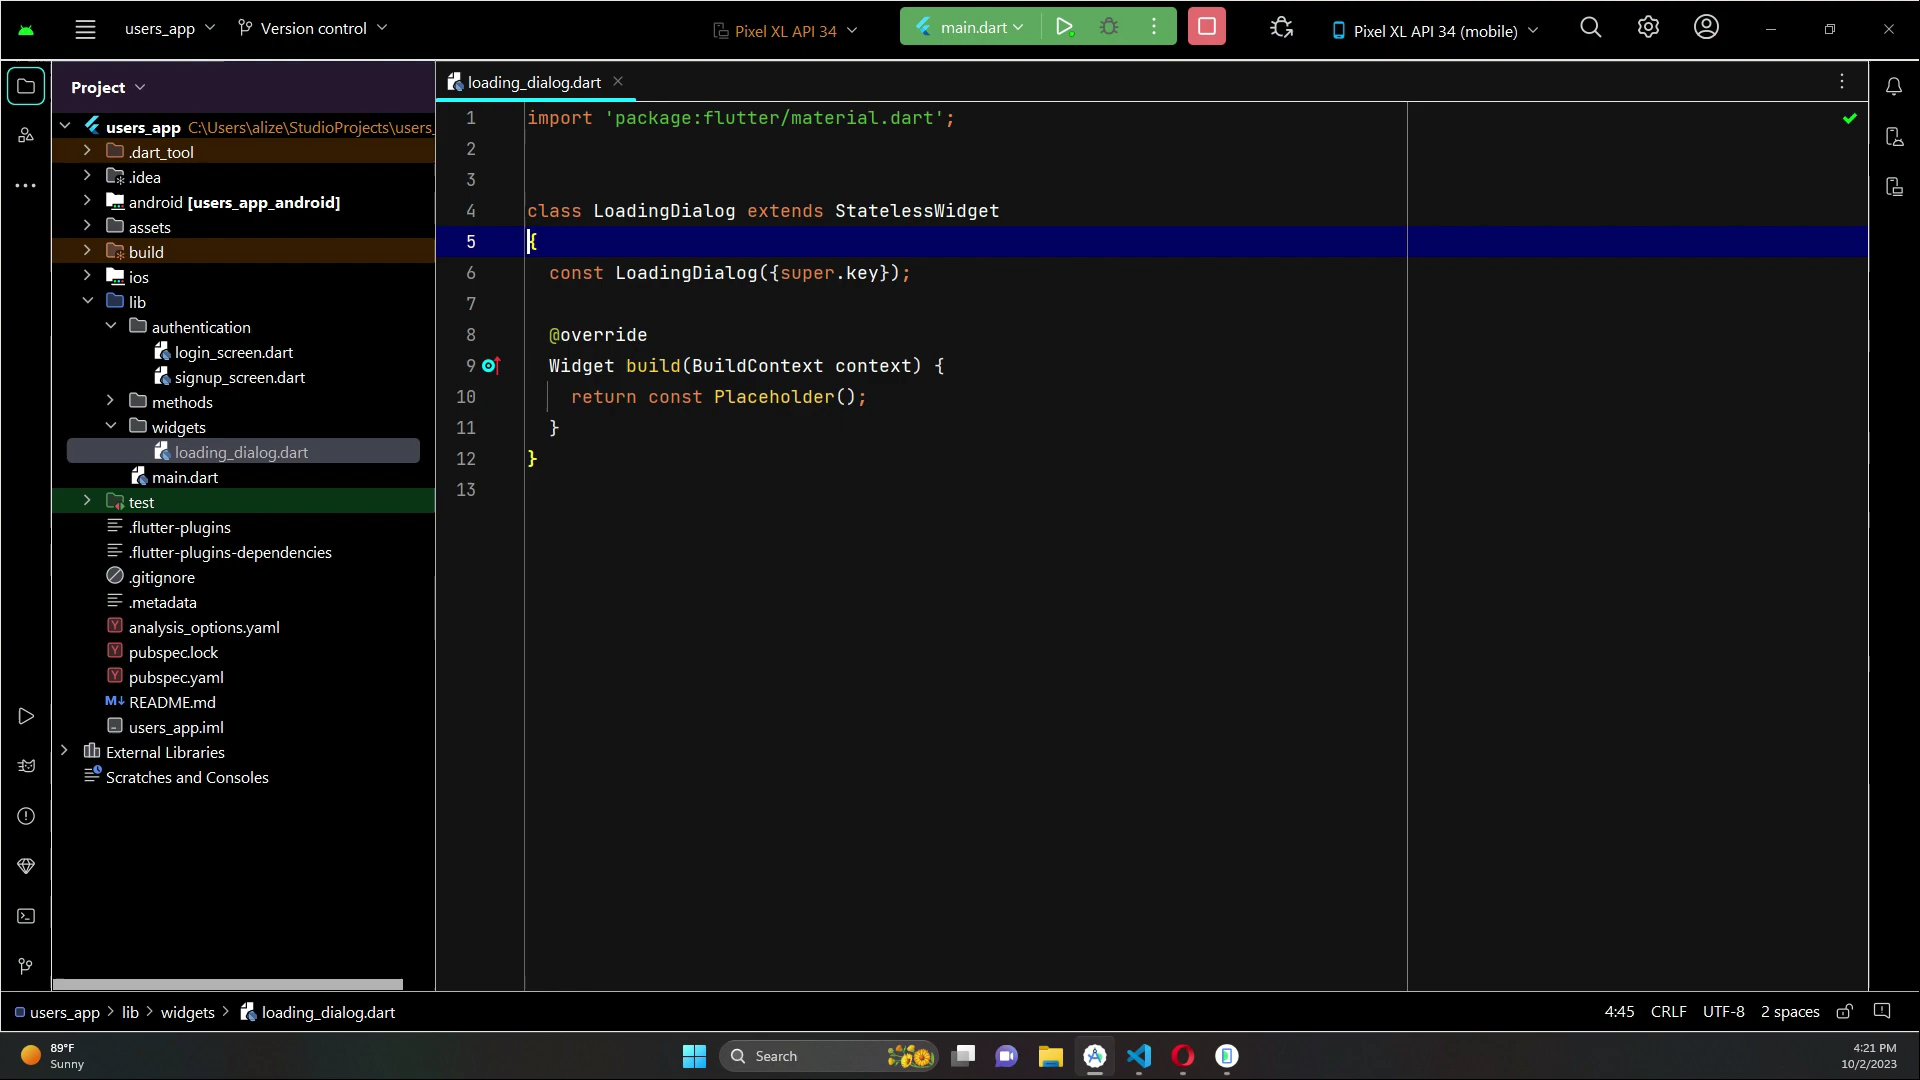 users_app
Version control
Pixel XL API 34
main.dart
Pixel XL API 34 (mobile)
Project
users_app C:\Users\alize\StudioProjects\users_
.dart_tool
.idea
android [users_app_android]
assets
build
ios
lib
authentication
login_screen.dart
signup_screen.dart
methods
widgets
loading_dialog.dart
main.dart
test
.flutter-plugins
.flutter-plugins-dependencies
.gitignore
.metadata
analysis_options.yaml
pubspec.lock
pubspec.yaml
M↓ README.md
users_app.iml
External Libraries
Scratches and Consoles
loading_dialog.dart
1 import 'package:flutter/material.dart';
2
3
4 class LoadingDialog extends StatelessWidget
5 {
6 const LoadingDialog({super.key});
7
8 @override
9 Widget build(BuildContext context) {
10 return const Placeholder();
11 }
12 }
13
users_app > lib > widgets > loading_dialog.dart
4:45 CRLF UTF-8 2 spaces
89°F
Sunny
Search
4:21 PM
10/2/2023